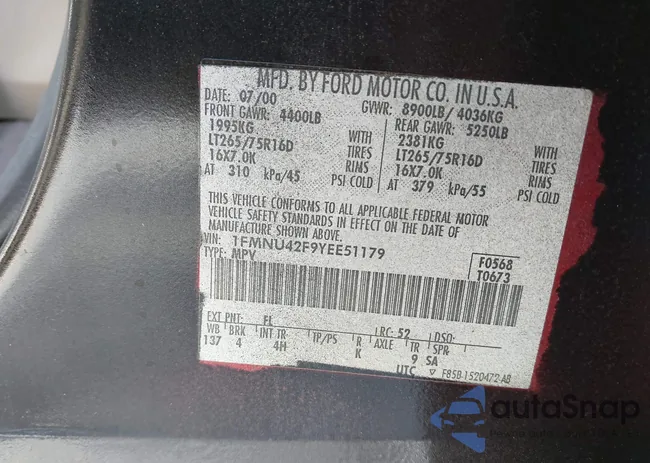 MFD. BY FORD MOTOR CO. IN U.S.A.
DATE: 07/00 GVWR: 8900LB/ 4036KG
FRONT GAWR: 4400LB REAR GAWR: 5250LB
1995KG 2381KG
LT265/75R16D TIRES LT265/75R16D TIRES
16X7.0K RIMS 16X7.0K RIMS
AT 310 kPa/45 PSI COLD AT 379 kPa/55 PSI COLD
THIS VEHICLE CONFORMS TO ALL APPLICABLE FEDERAL MOTOR
VEHICLE SAFETY STANDARDS IN EFFECT ON THE DATE OF
MANUFACTURE SHOWN ABOVE.
VIN: 1FMNU42F9YEE51179 F0568
TYPE: MPV T0673
EXT PNT: FL RC: 52 DSO:
WB BRK INT TR TP/PS R AXLE TR SPR
137 4 4H K 9 SA
UTC ▽ F85B-1520472-AB
autoSnap